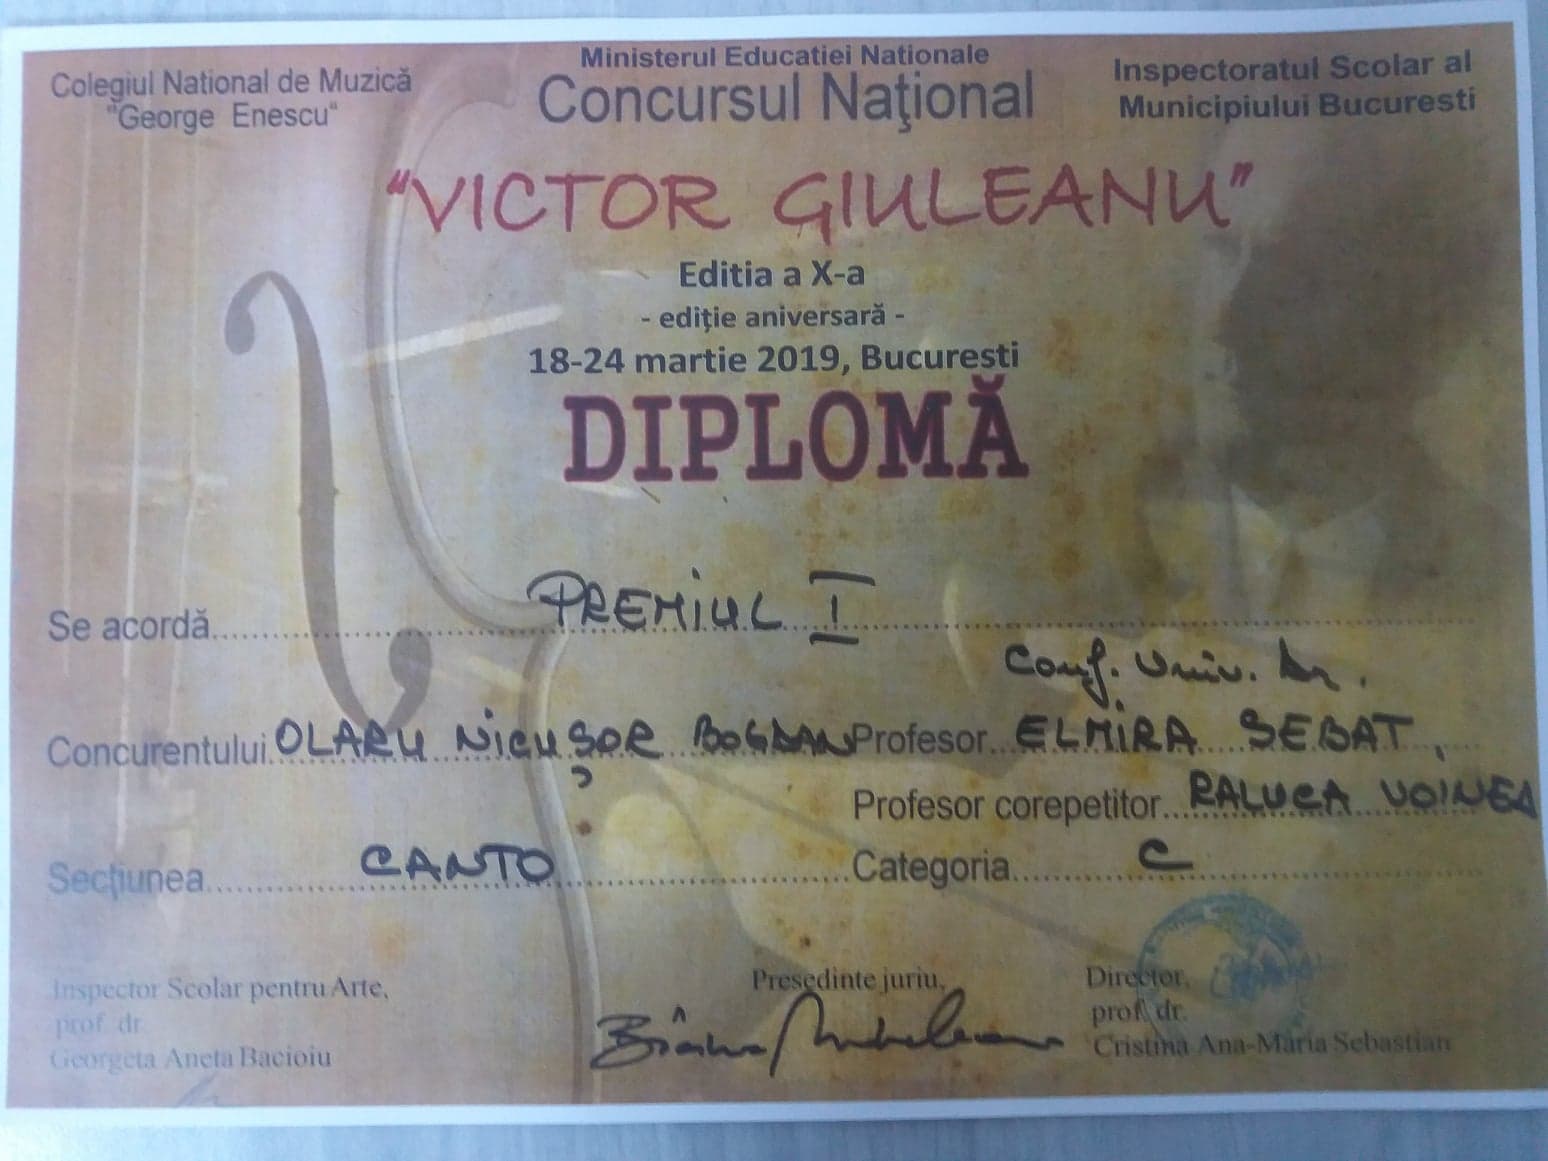 Colegiul National de Muzică
"George Enescu"
Ministerul Educatiei Nationale
Concursul Naţional
Inspectoratul Scolar al
Municipiului Bucuresti
"VICTOR GIULEANU"
Editia a X-a
- ediţie aniversară -
18-24 martie 2019, Bucuresti
DIPLOMĂ
Se acordă PREMIUL I
Conf. Univ. Dr.
Concurentului OLARU NICUȘOR BOGDAN Profesor ELMIRA SEBAT,
Profesor corepetitor RALUCA VOINEA
Secţiunea CANTO Categoria C
Inspector Scolar pentru Arte,
prof. dr.
Georgeta Aneta Bacioiu
Presedinte juriu,
Director,
prof. dr.
Cristina Ana-Maria Sebastian